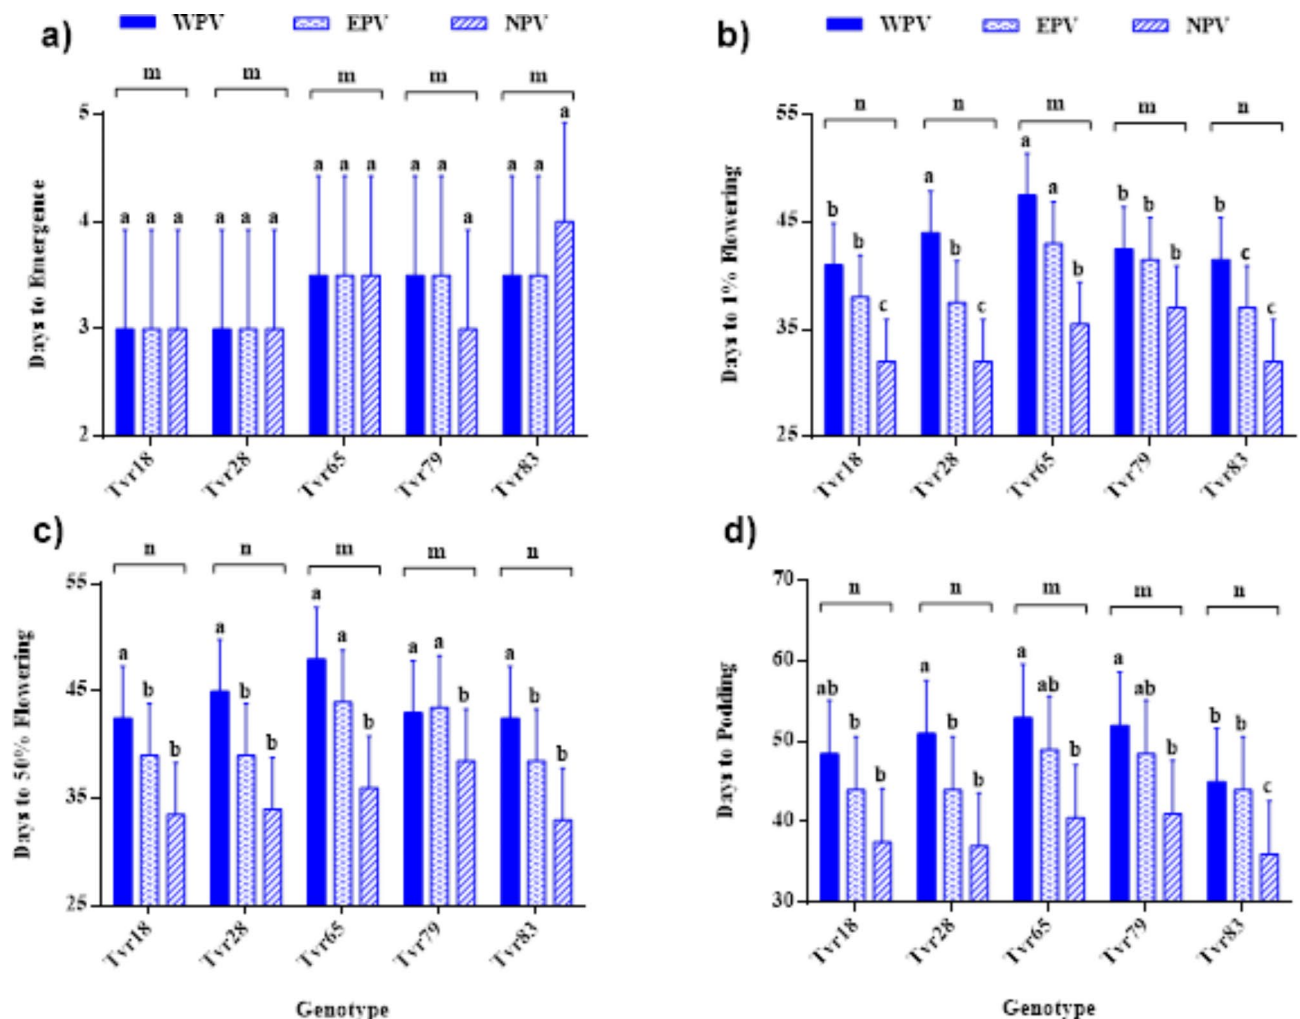 a)
WPV EPV NPV
m m m m m
a a a a a a a a a a a a a a a
5
4
3
2
Days to Emergence
Tvr18 Tvr28 Tvr65 Tvr79 Tvr83
b)
WPV EPV NPV
n n m m n
b b c a b c a a b b b b b c c
55
45
35
25
Days to 1% Flowering
Tvr18 Tvr28 Tvr65 Tvr79 Tvr83
c)
n n m m n
a b b a b b a a b a a b a b b
55
45
35
25
Days to 50% Flowering
Tvr18 Tvr28 Tvr65 Tvr79 Tvr83
Genotype
d)
n n m m n
ab b b a b b a ab b a ab b b b c
70
60
50
40
30
Days to Podding
Tvr18 Tvr28 Tvr65 Tvr79 Tvr83
Genotype